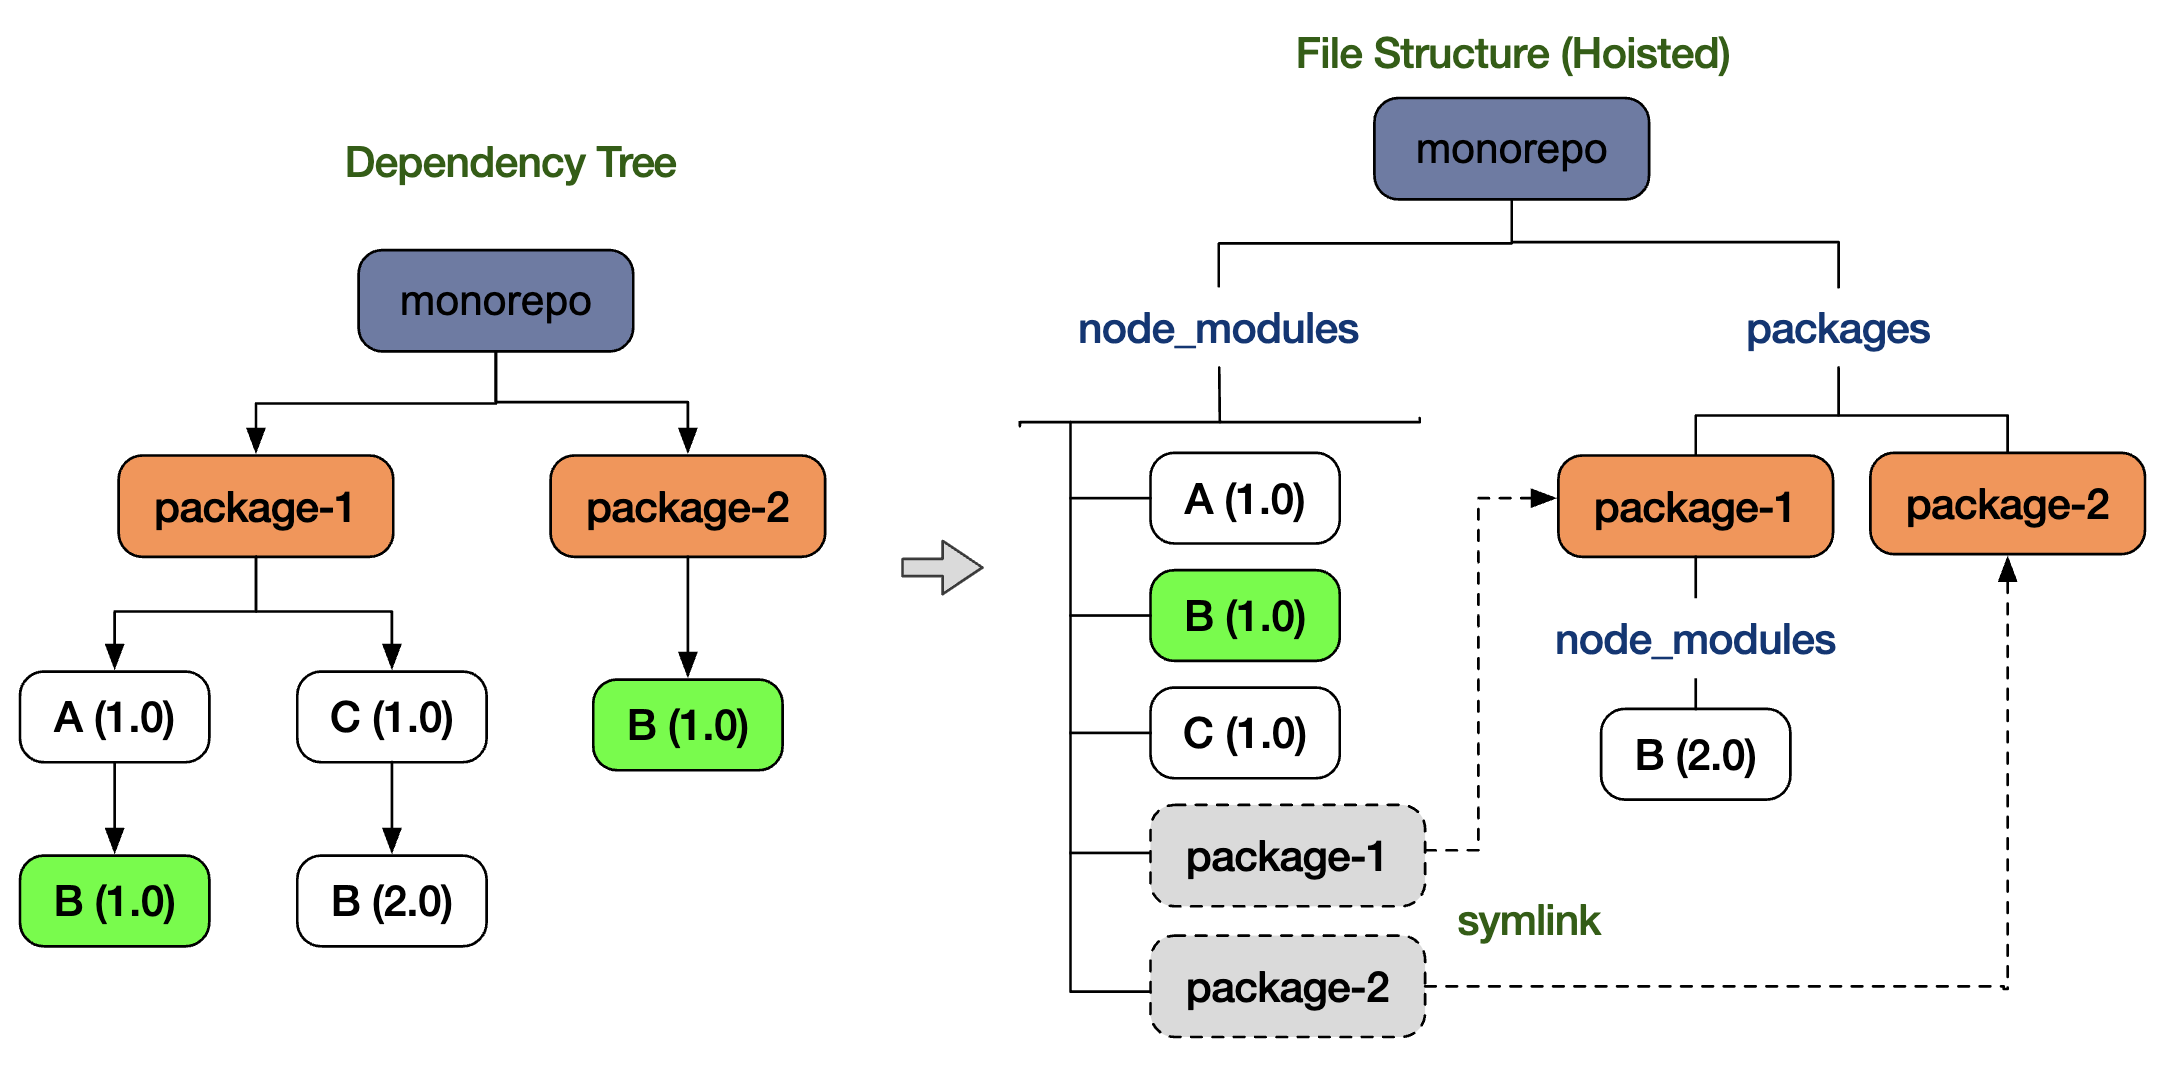 Dependency Tree
monorepo
package-1
package-2
A (1.0)
C (1.0)
B (1.0)
B (1.0)
B (2.0)
File Structure (Hoisted)
monorepo
node_modules
packages
A (1.0)
B (1.0)
C (1.0)
package-1
package-2
symlink
package-1
package-2
node_modules
B (2.0)